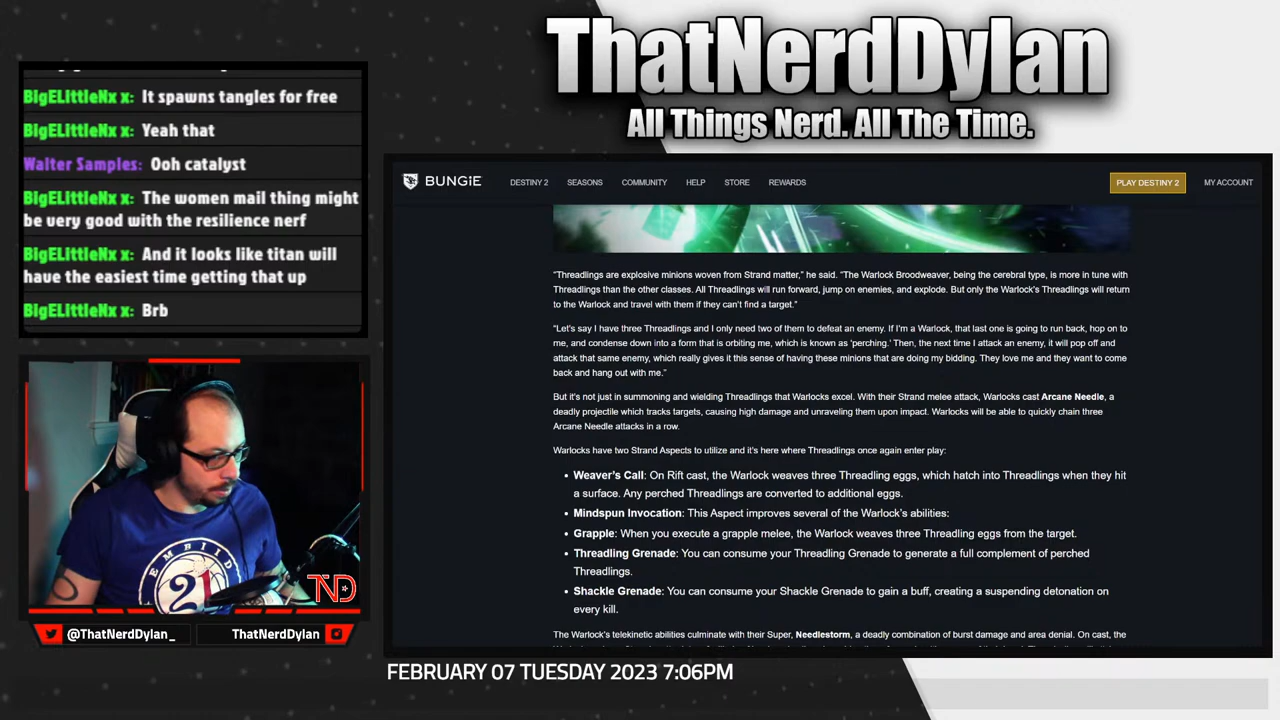 ThatNerdDylan
All Things Nerd. All The Time.
BigELittleNx x: It spawns tangles for free
BigELittleNx x: Yeah that
Walter Samples: Ooh catalyst
BigELittleNx x: The women mail thing might
be very good with the resilience nerf
BigELittleNx x: And it looks like titan will
have the easiest time getting that up
BigELittleNx x: Brb
BUNGiE
DESTINY 2 SEASONS COMMUNITY HELP STORE REWARDS PLAY DESTINY 2 MY ACCOUNT
"Threadlings are explosive minions woven from Strand matter," he said. "The Warlock Broodweaver, being the cerebral type, is more in tune with
Threadlings than the other classes. All Threadlings will run forward, jump on enemies, and explode. But only the Warlock's Threadlings will return
to the Warlock and travel with them if they can't find a target."
"Let's say I have three Threadlings and I only need two of them to defeat an enemy. If I'm a Warlock, that last one is going to run back, hop on to
me, and condense down into a form that is orbiting me, which is known as 'perching.' Then, the next time I attack an enemy, it will pop off and
attack that same enemy, which really gives it this sense of having these minions that are doing my bidding. They love me and they want to come
back and hang out with me."
But it's not just in summoning and wielding Threadlings that Warlocks excel. With their Strand melee attack, Warlocks cast Arcane Needle, a
deadly projectile which tracks targets, causing high damage and unraveling them upon impact. Warlocks will be able to quickly chain three
Arcane Needle attacks in a row.
Warlocks have two Strand Aspects to utilize and it's here where Threadlings once again enter play:
• Weaver's Call: On Rift cast, the Warlock weaves three Threadling eggs, which hatch into Threadlings when they hit
a surface. Any perched Threadlings are converted to additional eggs.
• Mindspun Invocation: This Aspect improves several of the Warlock's abilities:
• Grapple: When you execute a grapple melee, the Warlock weaves three Threadling eggs from the target.
• Threadling Grenade: You can consume your Threadling Grenade to generate a full complement of perched
Threadlings.
• Shackle Grenade: You can consume your Shackle Grenade to gain a buff, creating a suspending detonation on
every kill.
The Warlock's telekinetic abilities culminate with their Super, Needlestorm, a deadly combination of burst damage and area denial. On cast, the
EMBIID
21
ND
@ThatNerdDylan_
ThatNerdDylan
FEBRUARY 07 TUESDAY 2023 7:06PM